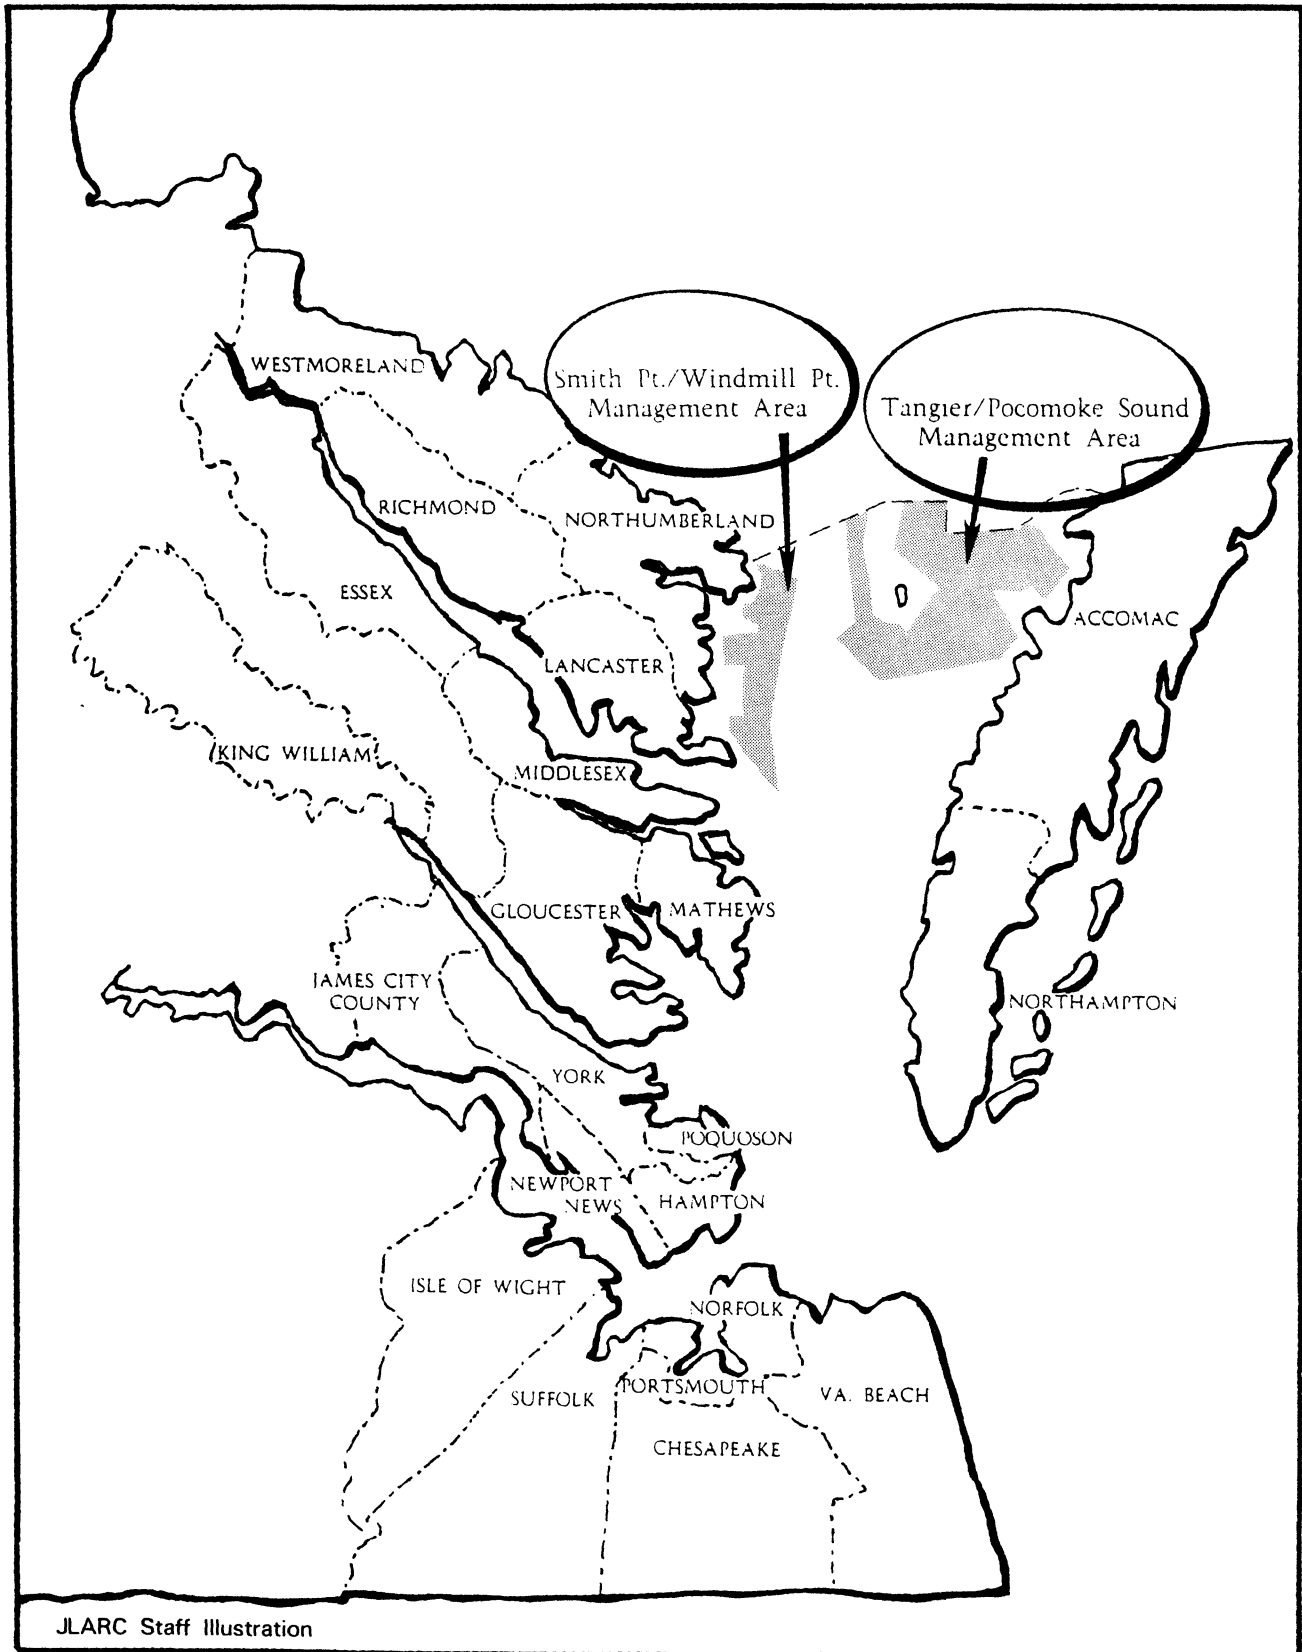 WESTMORELAND
Smith Pt./Windmill Pt.
Management Area
Tangier/Pocomoke Sound
Management Area
RICHMOND
NORTHUMBERLAND
ESSEX
ACCOMAC
LANCASTER
KING WILLIAM
MIDDLESEX
GLOUCESTER
MATHEWS
JAMES CITY
COUNTY
NORTHAMPTON
YORK
POQUOSON
NEWPORT
NEWS
HAMPTON
ISLE OF WIGHT
NORFOLK
PORTSMOUTH
SUFFOLK
VA. BEACH
CHESAPEAKE
JLARC Staff Illustration